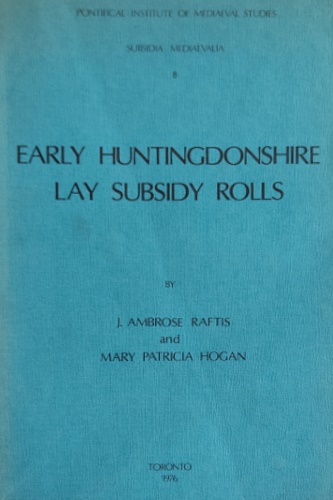 PONTIFICAL INSTITUTE OF MEDIAEVAL STUDIES
SUBSIDIA MEDIAEVALIA
8
EARLY HUNTINGDONSHIRE
LAY SUBSIDY ROLLS
BY
J. AMBROSE RAFTIS
and
MARY PATRICIA HOGAN
TORONTO
1976